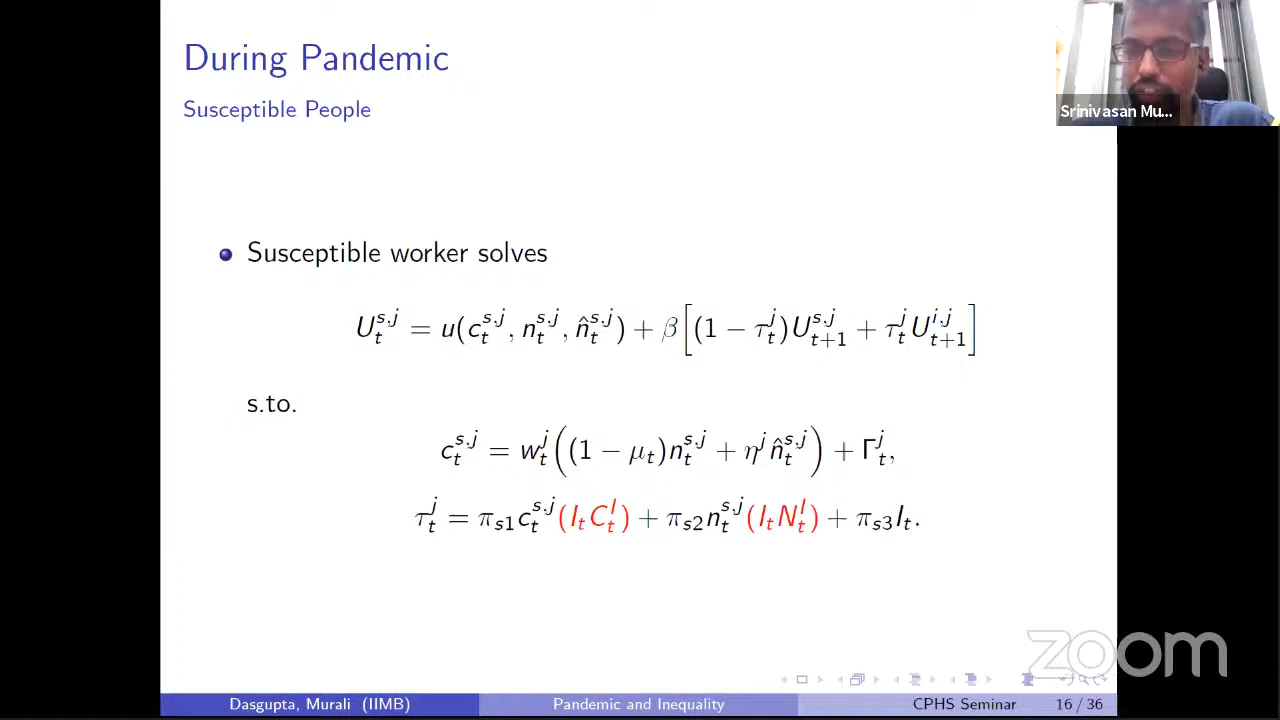 During Pandemic
Susceptible People
Srinivasan Mu...
Susceptible worker solves
U_t^{s,j} = u(c_t^{s,j}, n_t^{s,j}, n̂_t^{s,j}) + β[(1 − τ_t^j)U_{t+1}^{s,j} + τ_t^j U_{t+1}^{i,j}]
s.to.
c_t^{s,j} = w_t^j((1 − μ_t)n_t^{s,j} + η^j n̂_t^{s,j}) + Γ_t^j,
τ_t^j = π_{s1}c_t^{s,j}(I_t C_t^I) + π_{s2}n_t^{s,j}(I_t N_t^I) + π_{s3}I_t.
zoom
Dasgupta, Murali (IIMB) Pandemic and Inequality CPHS Seminar 16 / 36